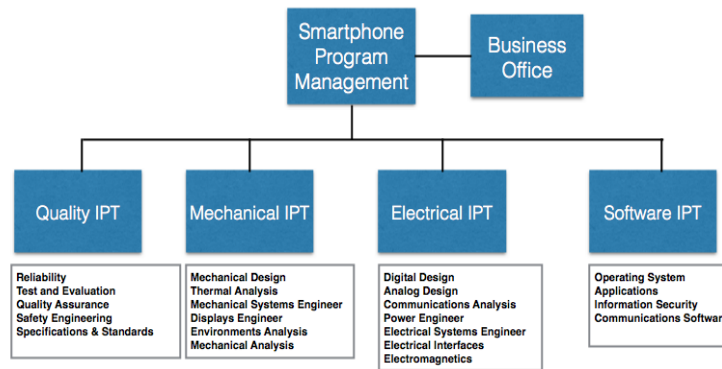 Smartphone
Program
Management
Business
Office
Quality IPT
Mechanical IPT
Electrical IPT
Software IPT
Reliability
Test and Evaluation
Quality Assurance
Safety Engineering
Specifications & Standards
Mechanical Design
Thermal Analysis
Mechanical Systems Engineer
Displays Engineer
Environments Analysis
Mechanical Analysis
Digital Design
Analog Design
Communications Analysis
Power Engineer
Electrical Systems Engineer
Electrical Interfaces
Electromagnetics
Operating System
Applications
Information Security
Communications Software